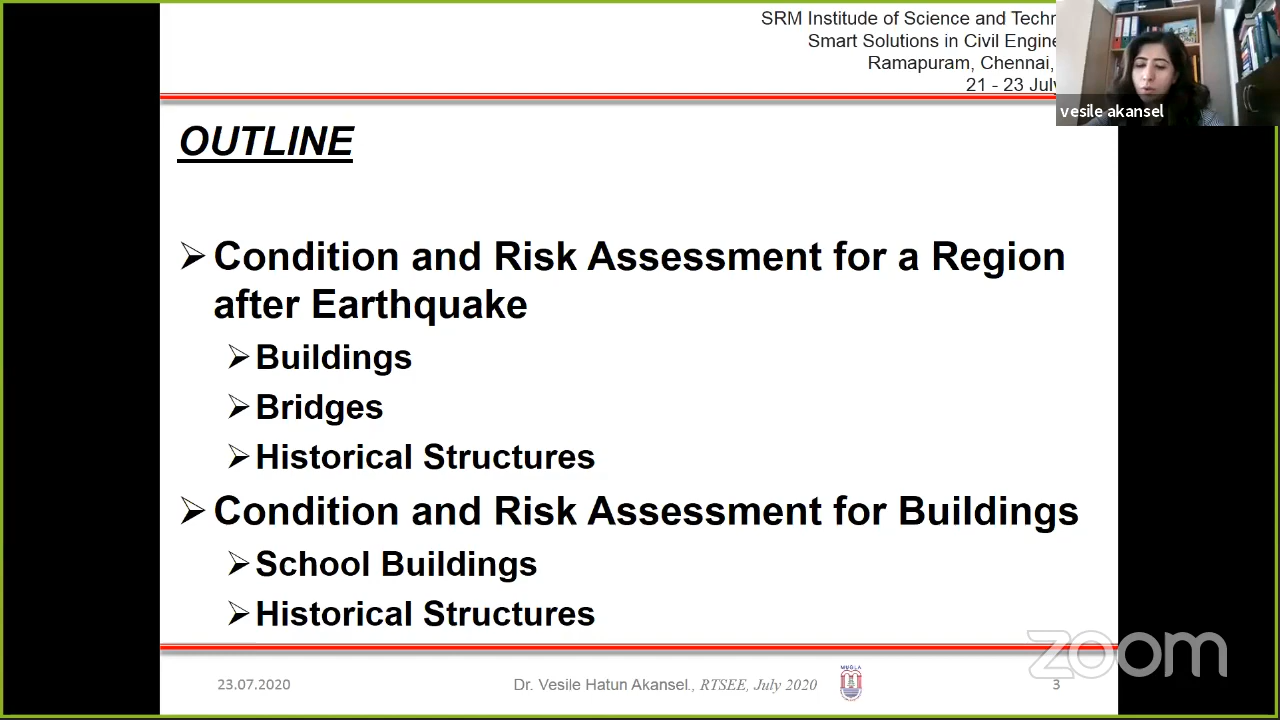 SRM Institude of Science and Techn
Smart Solutions in Civil Engine
Ramapuram, Chennai,
21 - 23 July
vesile akansel
OUTLINE
Condition and Risk Assessment for a Region
after Earthquake
Buildings
Bridges
Historical Structures
Condition and Risk Assessment for Buildings
School Buildings
Historical Structures
zoom
23.07.2020
Dr. Vesile Hatun Akansel., RTSEE, July 2020
MUĞLA
3